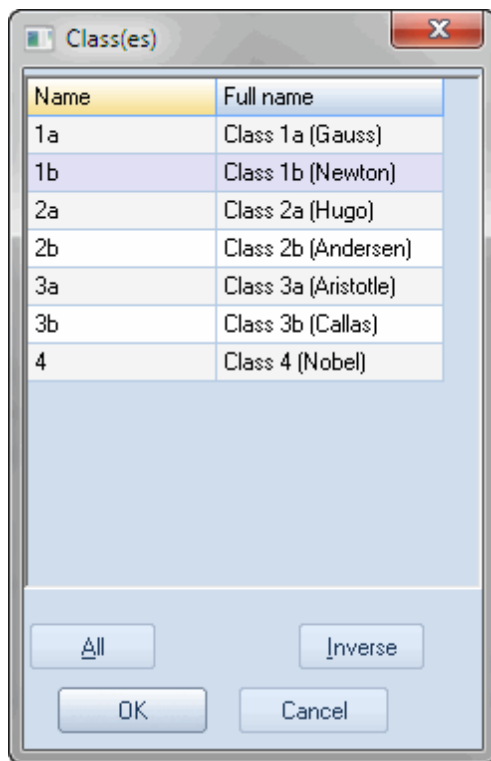 Class(es)
Name Full name
1a Class 1a (Gauss)
1b Class 1b (Newton)
2a Class 2a (Hugo)
2b Class 2b (Andersen)
3a Class 3a (Aristotle)
3b Class 3b (Callas)
4 Class 4 (Nobel)
All Inverse
OK Cancel